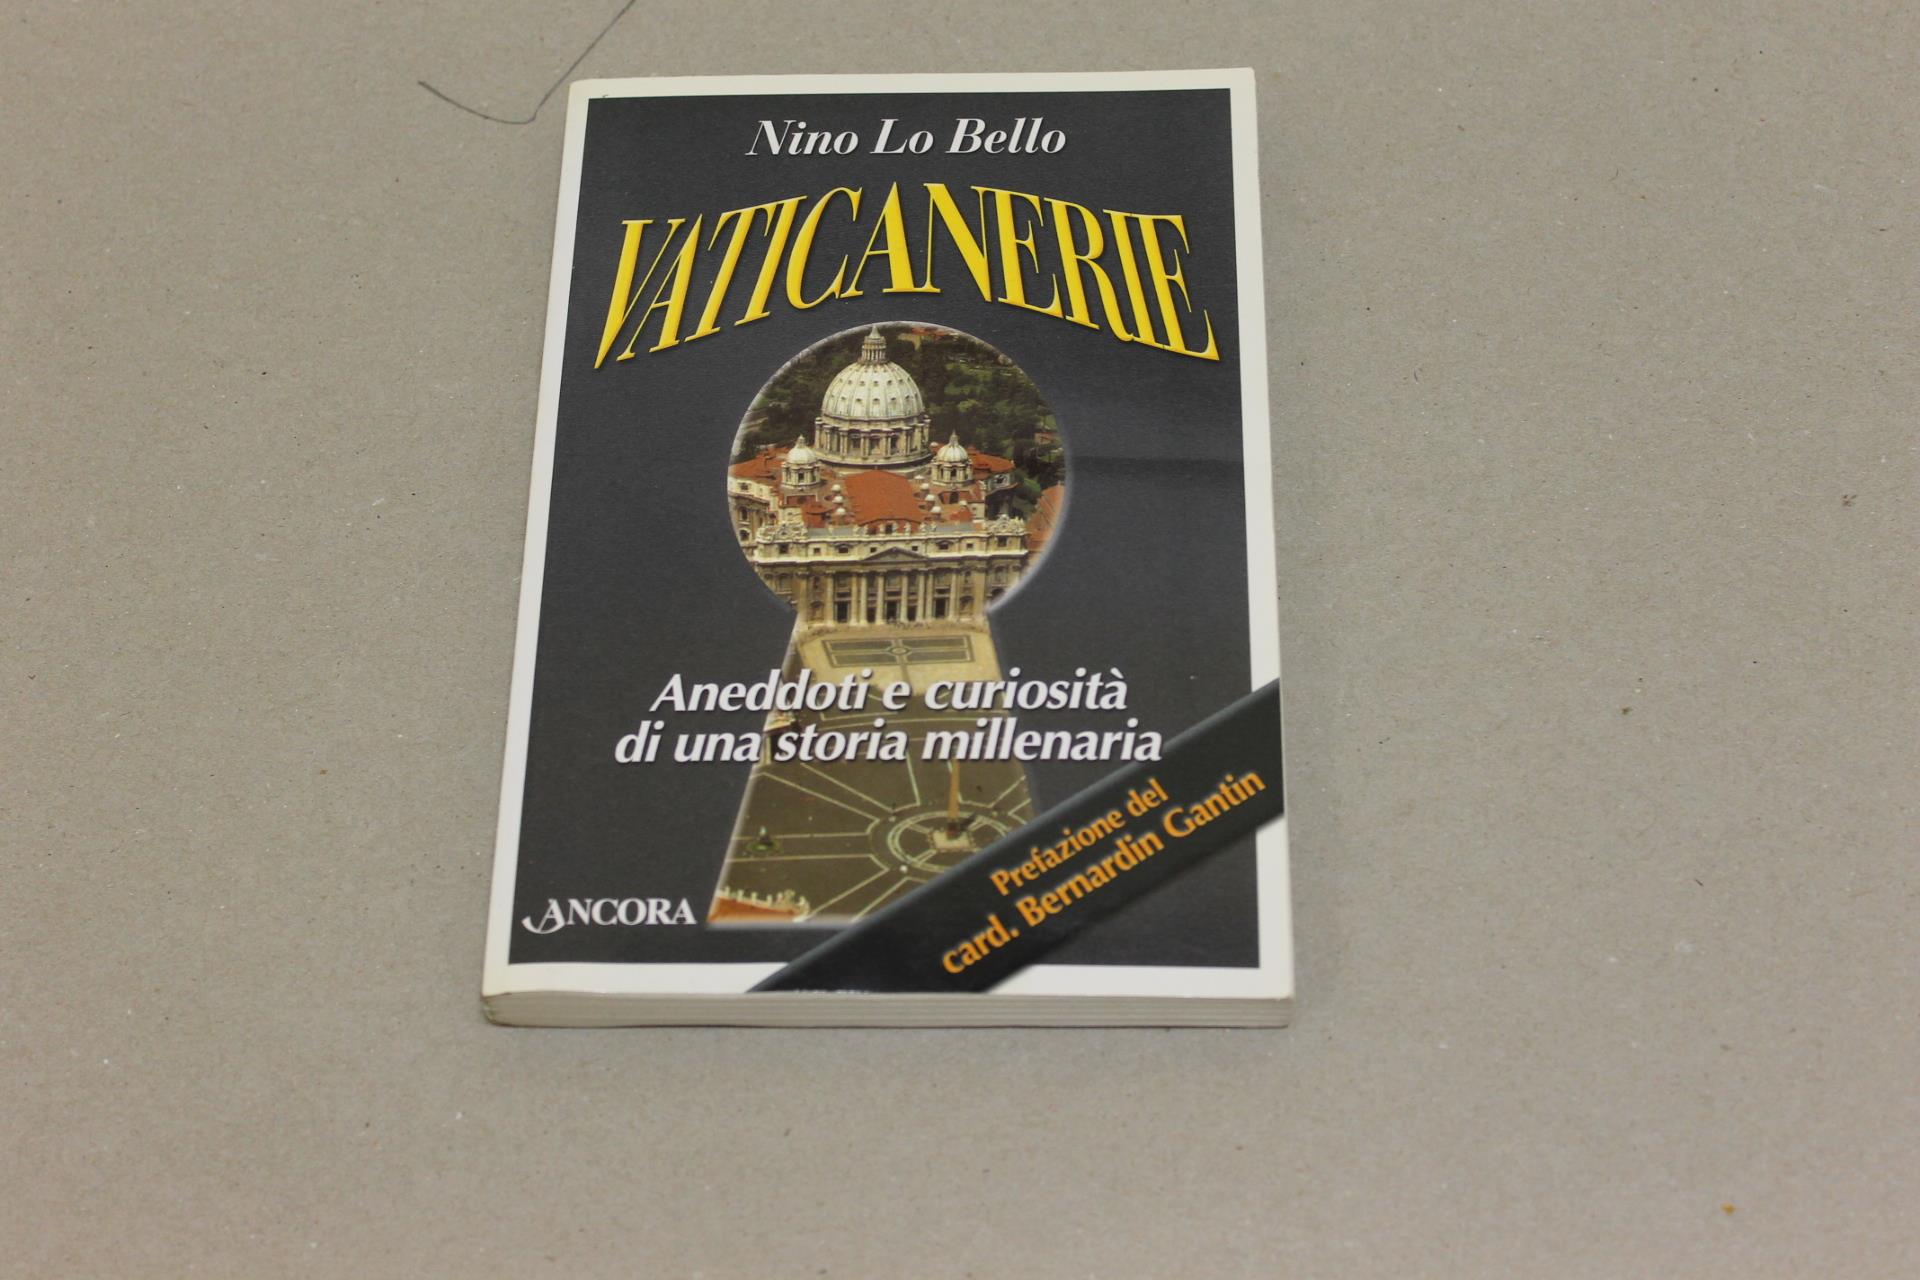 Nino Lo Bello
VATICANERIE
Aneddoti e curiosità
di una storia millenaria
Prefazione del
card. Bernardin Gantin
ANCORA